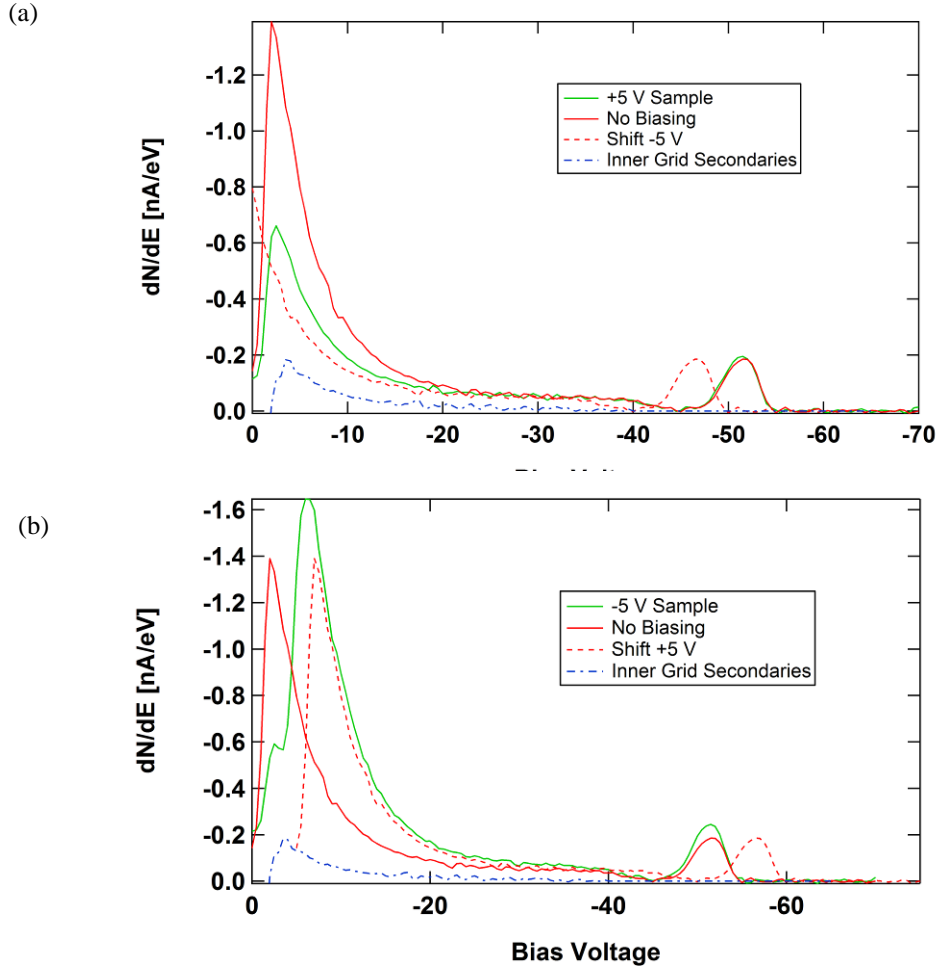 (a)
dN/dE [nA/eV]
-1.2
-1.0
-0.8
-0.6
-0.4
-0.2
0.0
+5 V Sample
No Biasing
Shift -5 V
Inner Grid Secondaries
0 -10 -20 -30 -40 -50 -60 -70
(b)
dN/dE [nA/eV]
-1.6
-1.4
-1.2
-1.0
-0.8
-0.6
-0.4
-0.2
0.0
-5 V Sample
No Biasing
Shift +5 V
Inner Grid Secondaries
0 -20 -40 -60
Bias Voltage